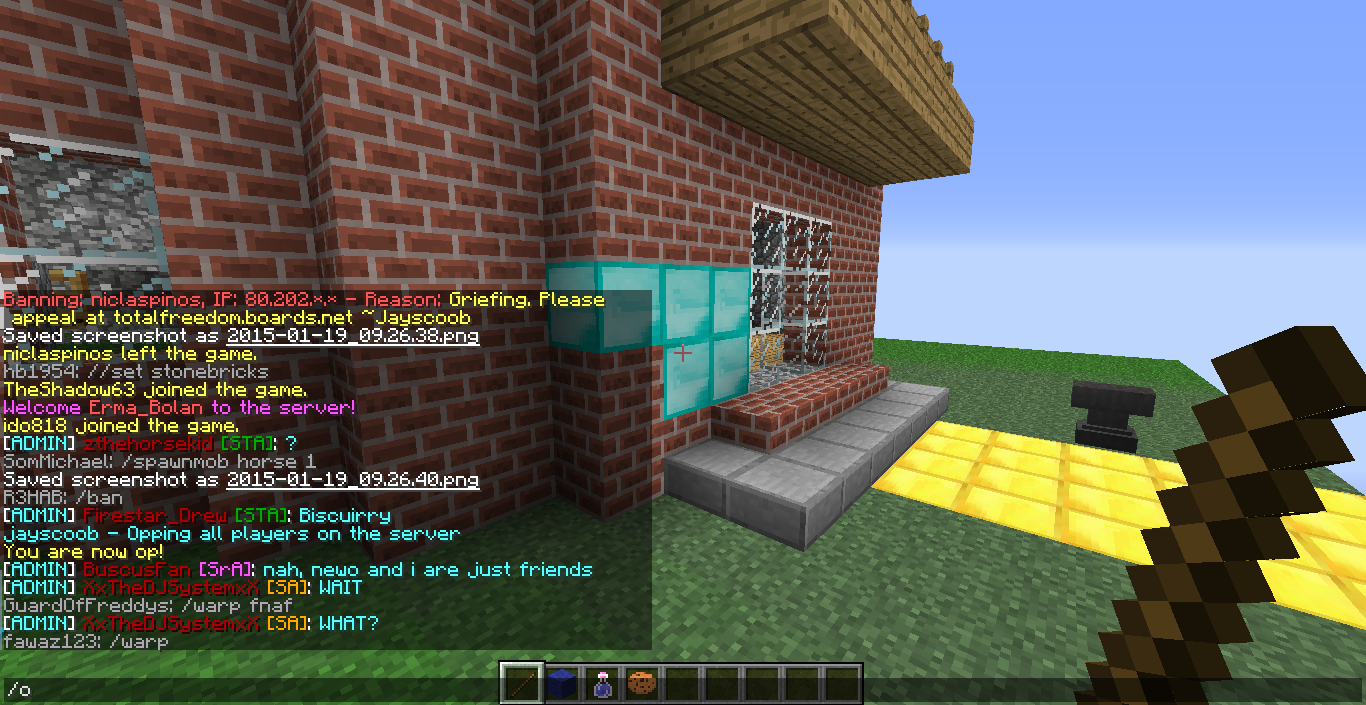 Banning: niclaspinos, IP: 80.202.*.* - Reason: Griefing. Please
appeal at totalfreedom.boards.net ~Jayscoob
Saved screenshot as 2015-01-19_09.26.38.png
niclaspinos left the game.
hb1954: //set stonebricks
TheShadow63 joined the game.
Welcome Erma_Bolan to the server!
ido818 joined the game.
[ADMIN] zthehorsekid [STA]: ?
SomMichael: /spawnmob horse 1
Saved screenshot as 2015-01-19_09.26.40.png
R3HAB: /ban
[ADMIN] Firestar_Drew [STA]: Biscuirry
jayscoob - Opping all players on the server
You are now op!
[ADMIN] BuscusFan [SrA]: nah, newo and i are just friends
[ADMIN] XxTheDJSystemxX [SA]: WAIT
GuardOfFreddys: /warp fnaf
[ADMIN] XxTheDJSystemxX [SA]: WHAT?
fawaz123: /warp
/o